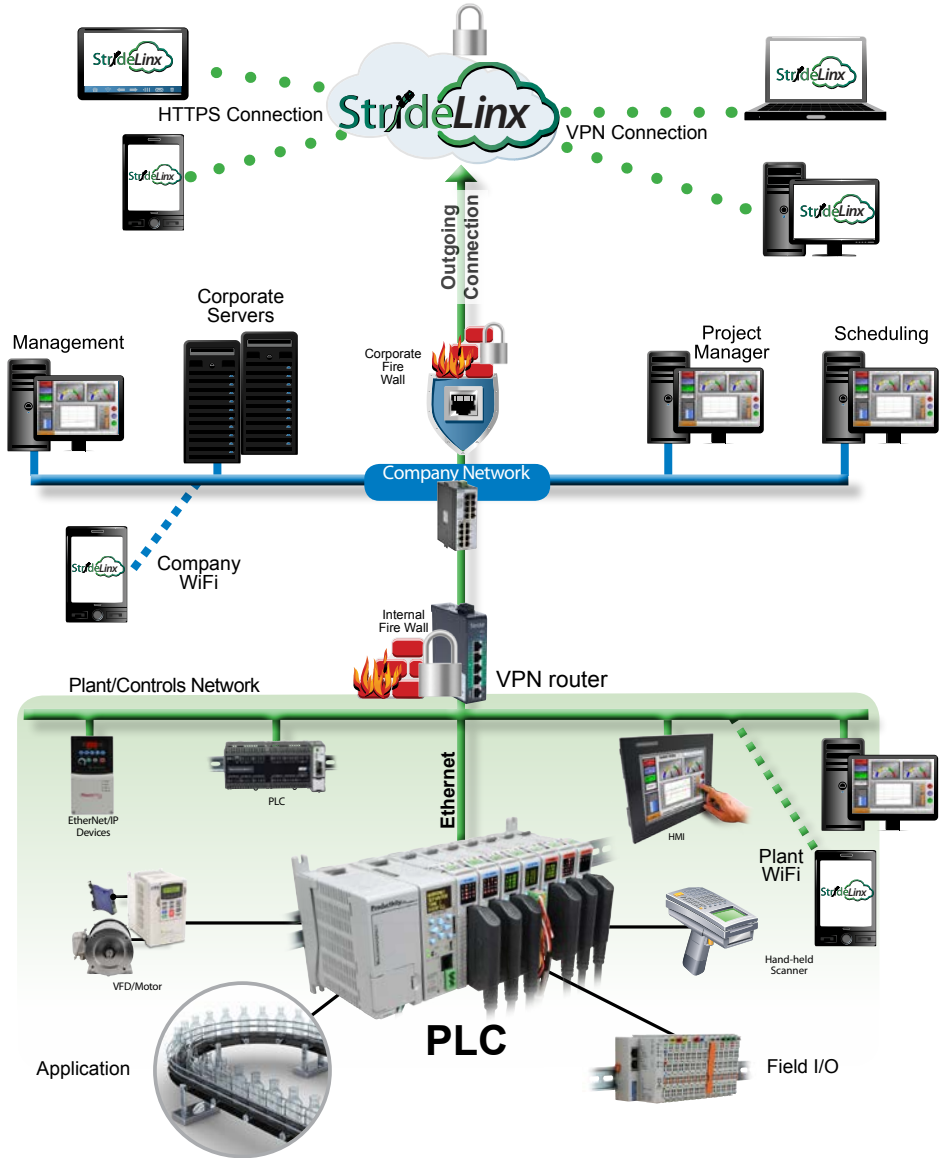 StrideLinx
HTTPS Connection
StrideLinx
StrideLinx
VPN Connection
StrideLinx
StrideLinx
Outgoing
Connection
Corporate
Servers
Management
Corporate
Fire
Wall
Project
Manager
Scheduling
Company Network
StrideLinx
Company
WiFi
Internal
Fire Wall
VPN router
Plant/Controls Network
EtherNet/IP
Devices
PLC
Ethernet
HMI
Plant
WiFi
StrideLinx
VFD/Motor
Hand-held
Scanner
PLC
Application
Field I/O